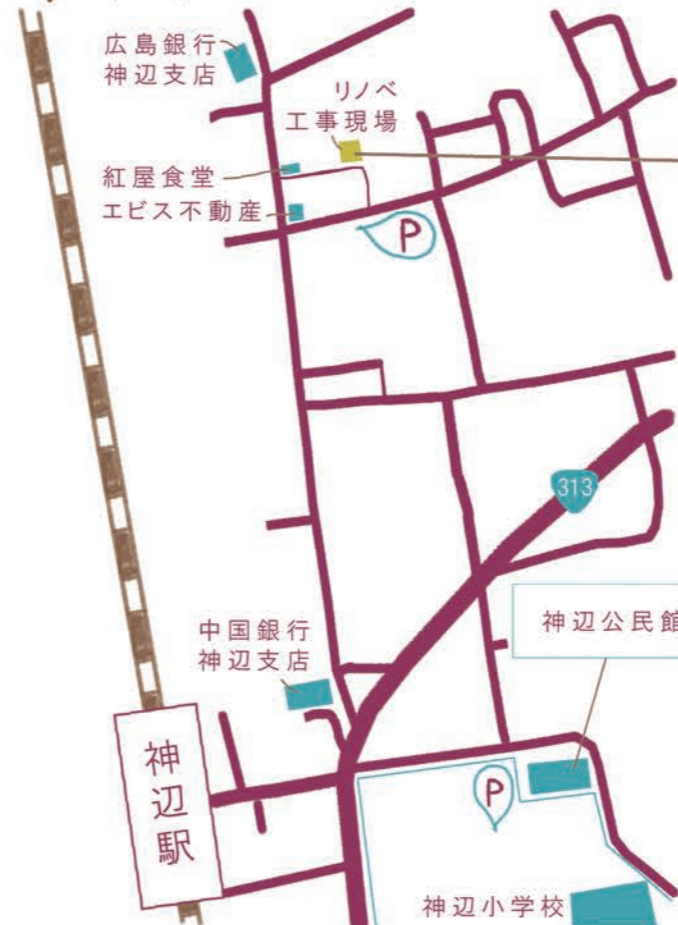 広島銀行
神辺支店
リノベ
工事現場
紅屋食堂
エビス不動産
P
313
神辺公民館
中国銀行
神辺支店
神辺駅
P
神辺小学校